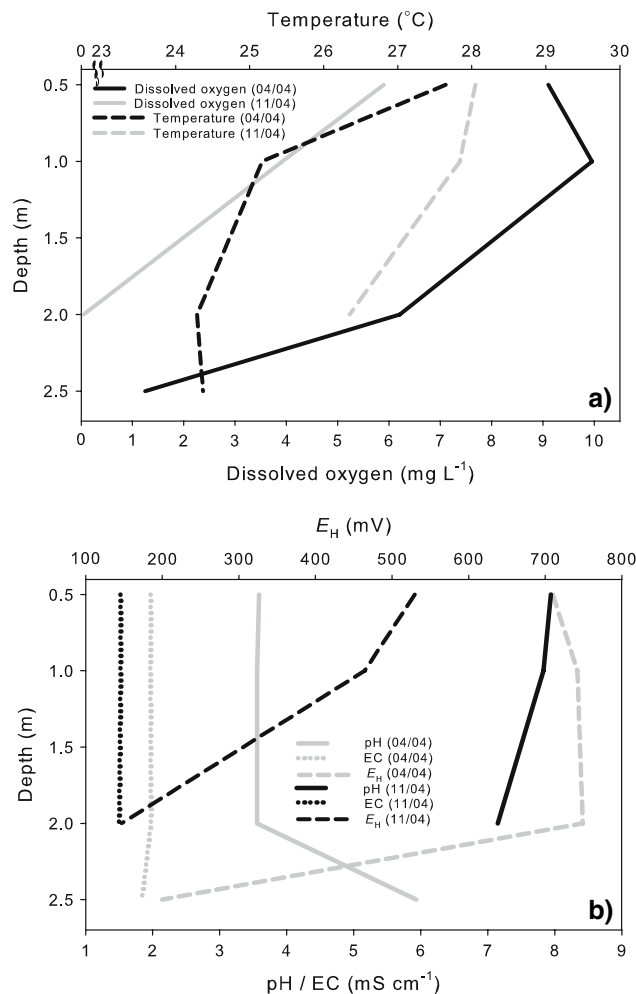 Temperature (°C)
0 23 24 25 26 27 28 29 30
Dissolved oxygen (04/04)
Dissolved oxygen (11/04)
Temperature (04/04)
Temperature (11/04)
0.5
1.0
1.5
2.0
2.5
Depth (m)
a)
0 1 2 3 4 5 6 7 8 9 10
Dissolved oxygen (mg L⁻¹)
E_H (mV)
100 200 300 400 500 600 700 800
0.5
1.0
1.5
2.0
2.5
Depth (m)
pH (04/04)
EC (04/04)
E_H (04/04)
pH (11/04)
EC (11/04)
E_H (11/04)
b)
1 2 3 4 5 6 7 8 9
pH / EC (mS cm⁻¹)